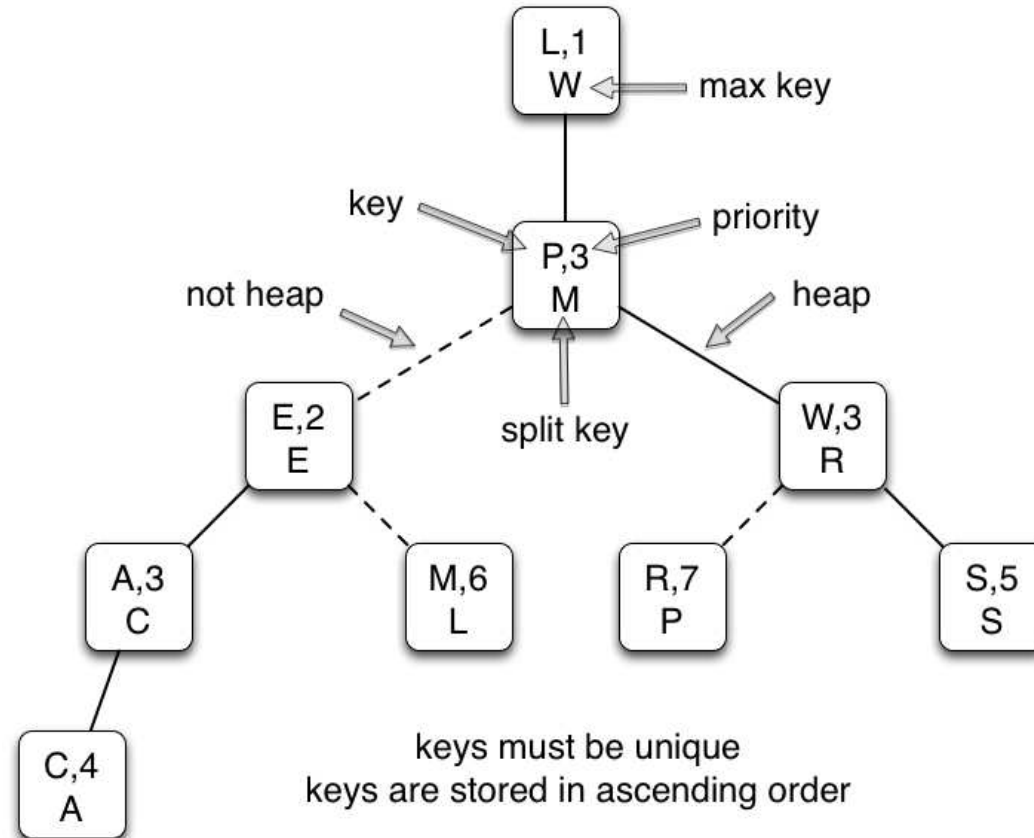 L,1
W
max key
key
priority
P,3
M
not heap
heap
split key
E,2
E
W,3
R
A,3
C
M,6
L
R,7
P
S,5
S
C,4
A
keys must be unique
keys are stored in ascending order